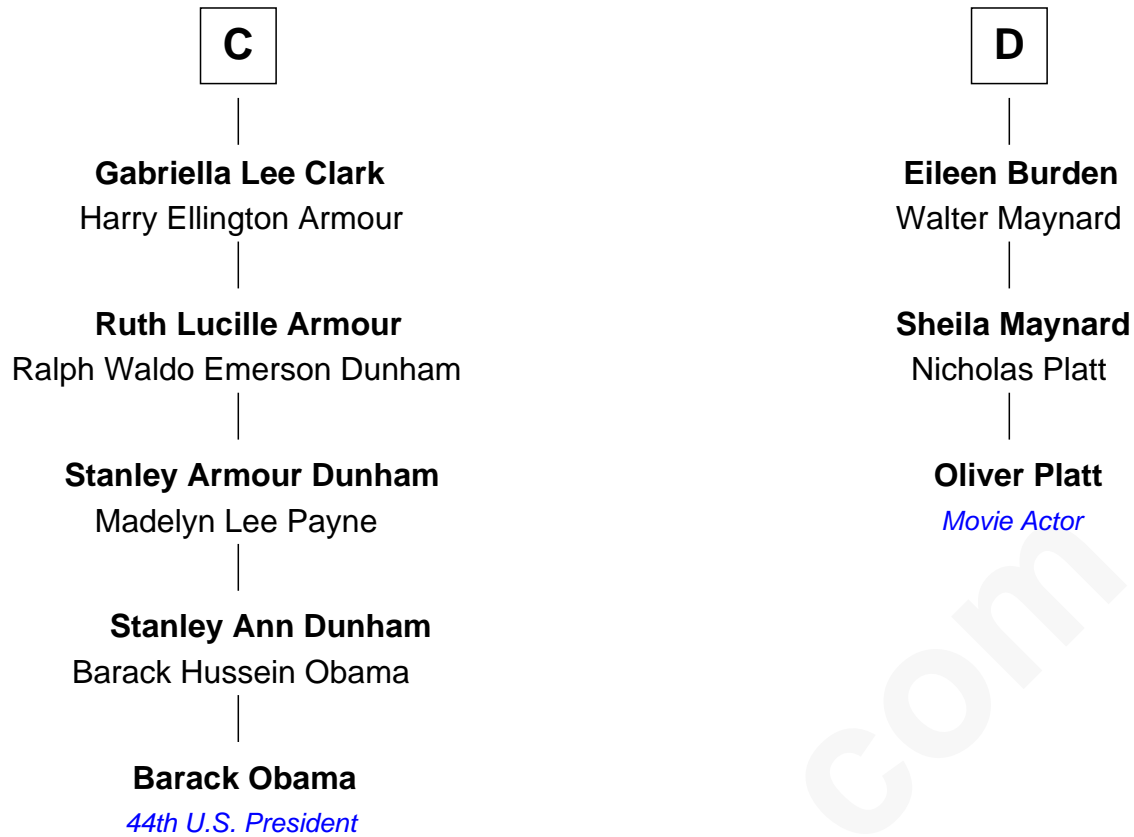 C
Gabriella Lee Clark
Harry Ellington Armour
Ruth Lucille Armour
Ralph Waldo Emerson Dunham
Stanley Armour Dunham
Madelyn Lee Payne
Stanley Ann Dunham
Barack Hussein Obama
Barack Obama
44th U.S. President
D
Eileen Burden
Walter Maynard
Sheila Maynard
Nicholas Platt
Oliver Platt
Movie Actor
com